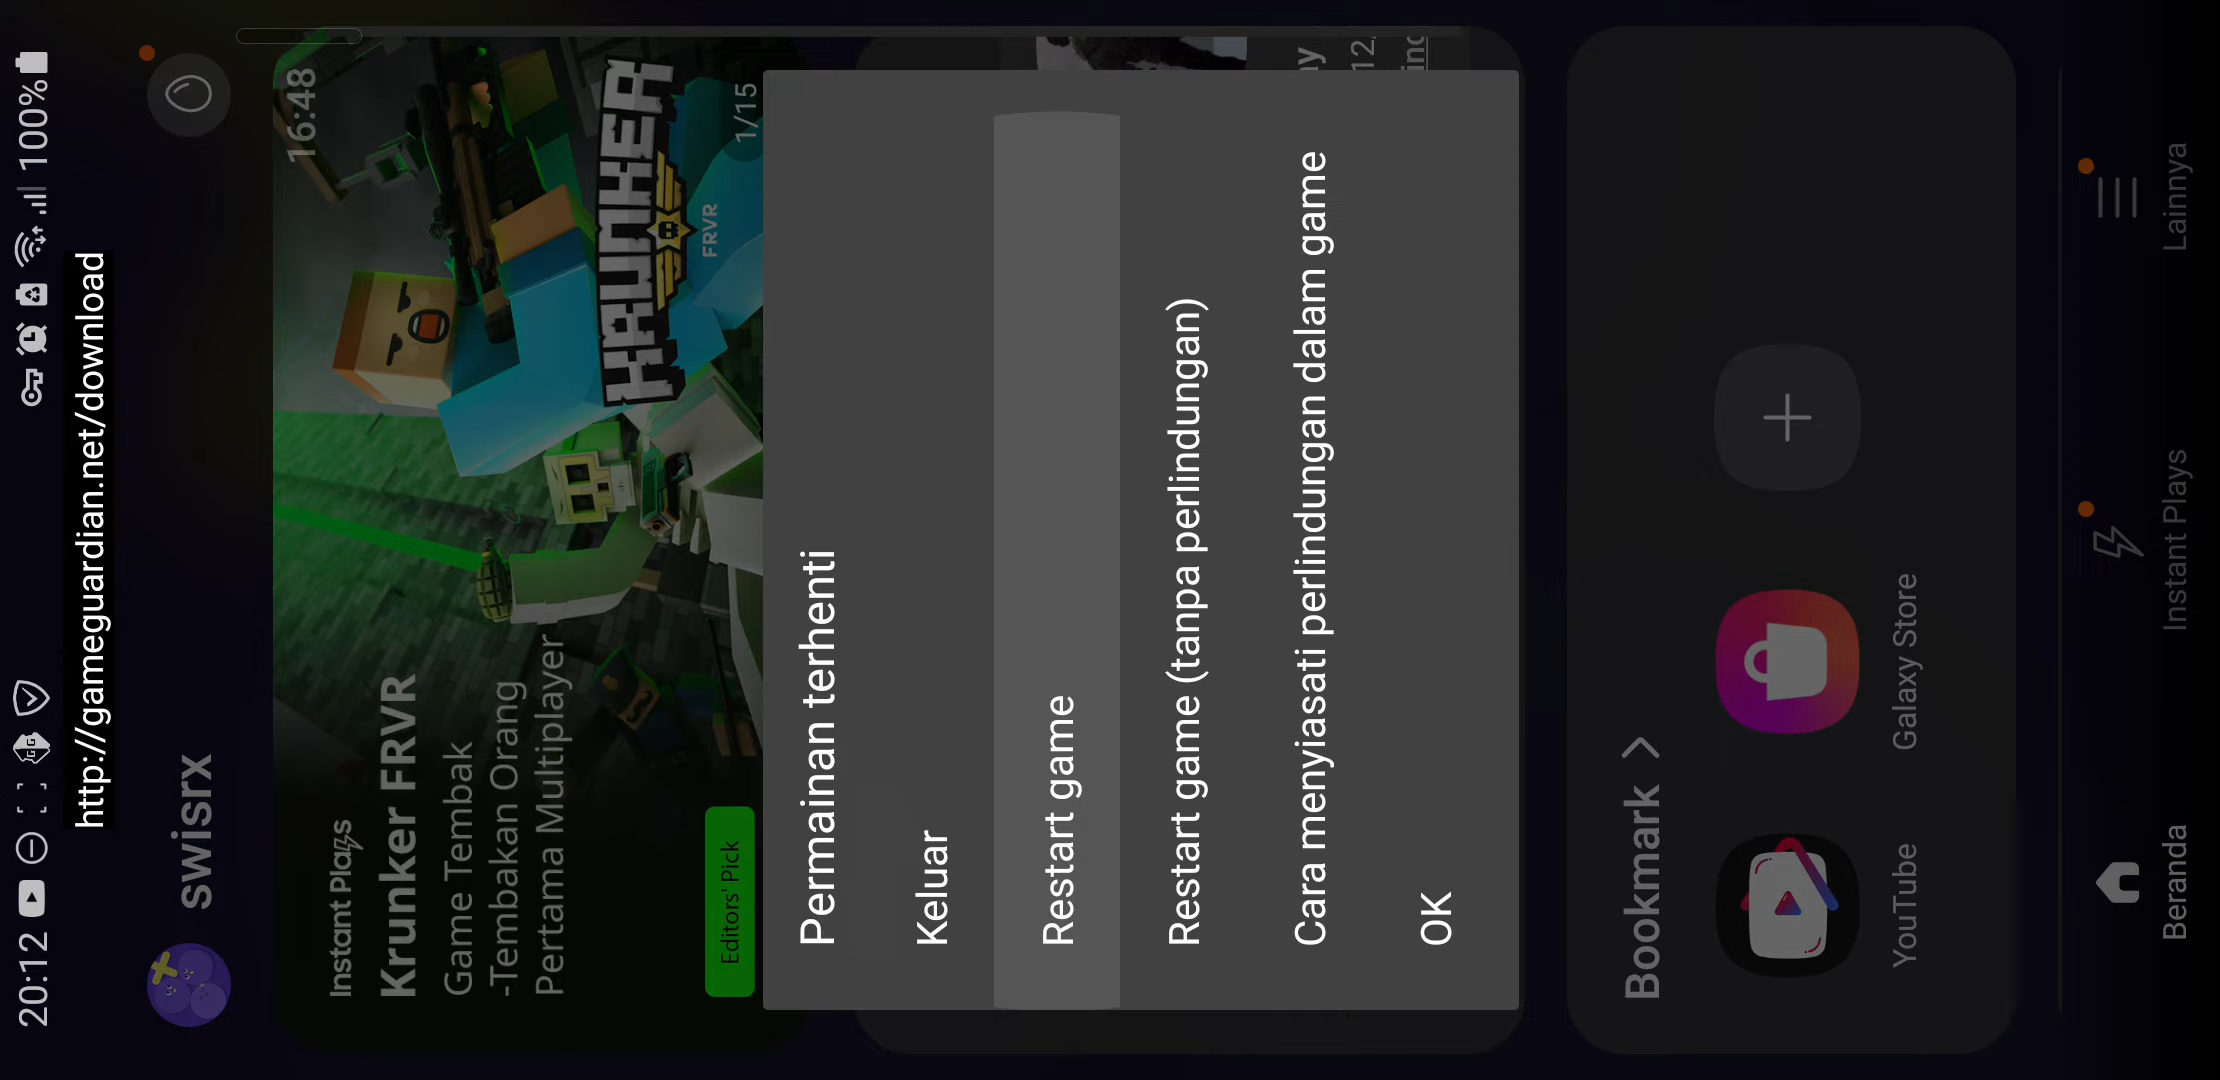 20:12
100%
http://gameguardian.net/download
swisrx
16:48
Instant Plays
Krunker FRVR
Game Tembak
-Tembakan Orang
Pertama Multiplayer
Editors' Pick
KRUNKER
FRVR
1/15
Permainan terhenti
Keluar
Restart game
Restart game (tanpa perlindungan)
Cara menyiasati perlindungan dalam game
OK
Bookmark
YouTube
Galaxy Store
Beranda
Instant Plays
Lainnya